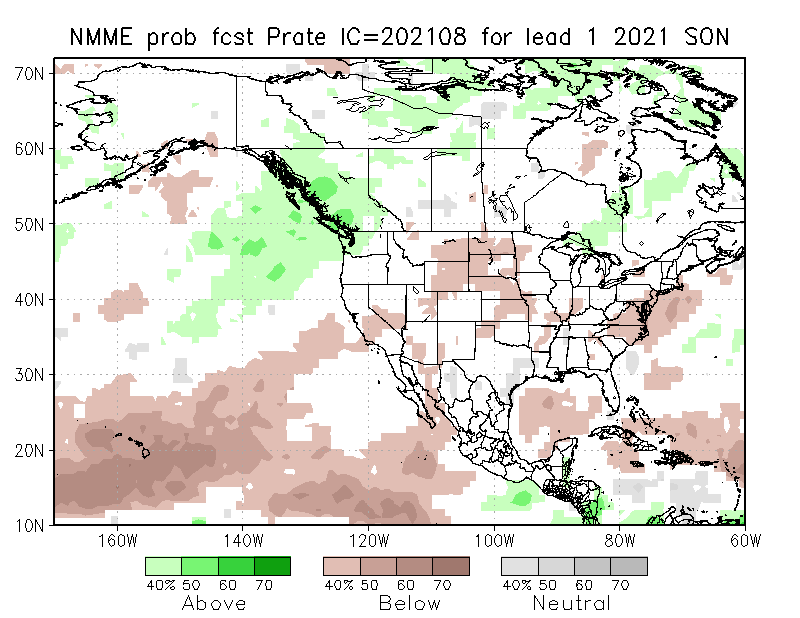 NMME prob fcst Prate IC=202108 for lead 1 2021 SON
70N
60N
50N
40N
30N
20N
10N
160W 140W 120W 100W 80W 60W
40% 50 60 70 40% 50 60 70 40% 50 60 70
Above Below Neutral